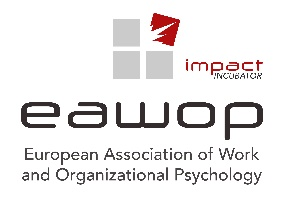 impact
INCUBATOR
eawop
European Association of Work
and Organizational Psychology